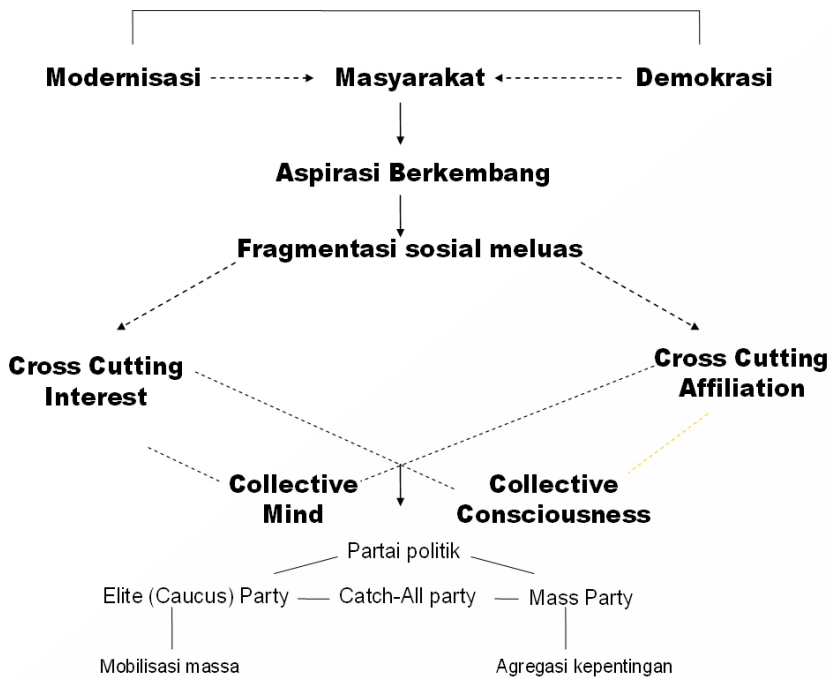 Modernisasi
Masyarakat
Demokrasi
Aspirasi Berkembang
Fragmentasi sosial meluas
Cross Cutting
Interest
Cross Cutting
Affiliation
Collective
Mind
Collective
Consciousness
Partai politik
Elite (Caucus) Party
Catch-All party
Mass Party
Mobilisasi massa
Agregasi kepentingan